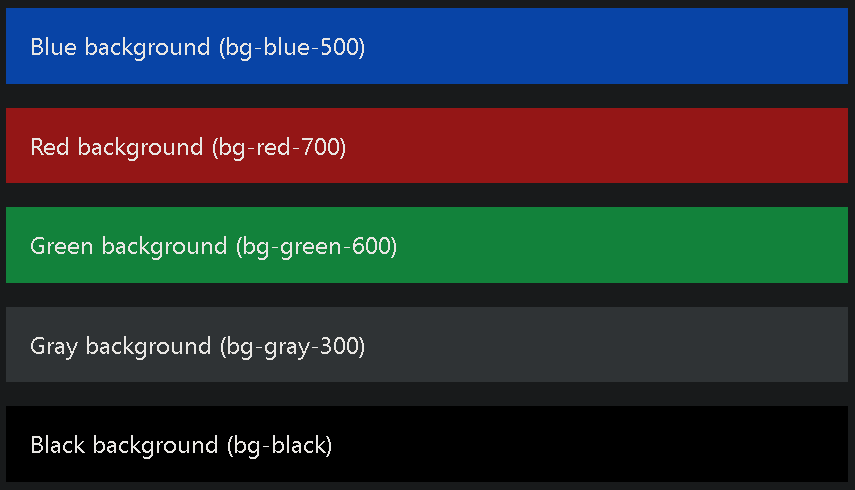 Blue background (bg-blue-500)
Red background (bg-red-700)
Green background (bg-green-600)
Gray background (bg-gray-300)
Black background (bg-black)